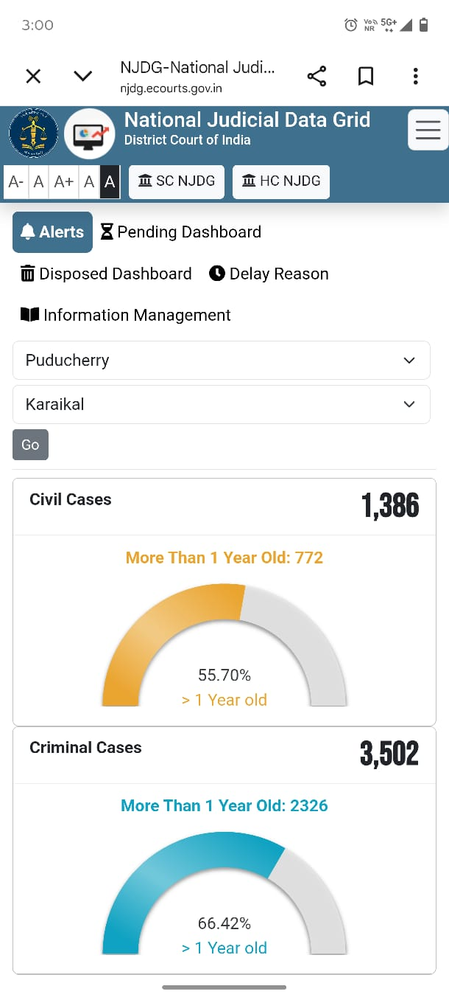 3:00
Vo NR 5G+
NJDG-National Judi...
njdg.ecourts.gov.in
National Judicial Data Grid
District Court of India
A- A A+ A A SC NJDG HC NJDG
Alerts Pending Dashboard
Disposed Dashboard Delay Reason
Information Management
Puducherry
Karaikal
Go
Civil Cases 1,386
More Than 1 Year Old: 772
55.70%
> 1 Year old
Criminal Cases 3,502
More Than 1 Year Old: 2326
66.42%
> 1 Year old